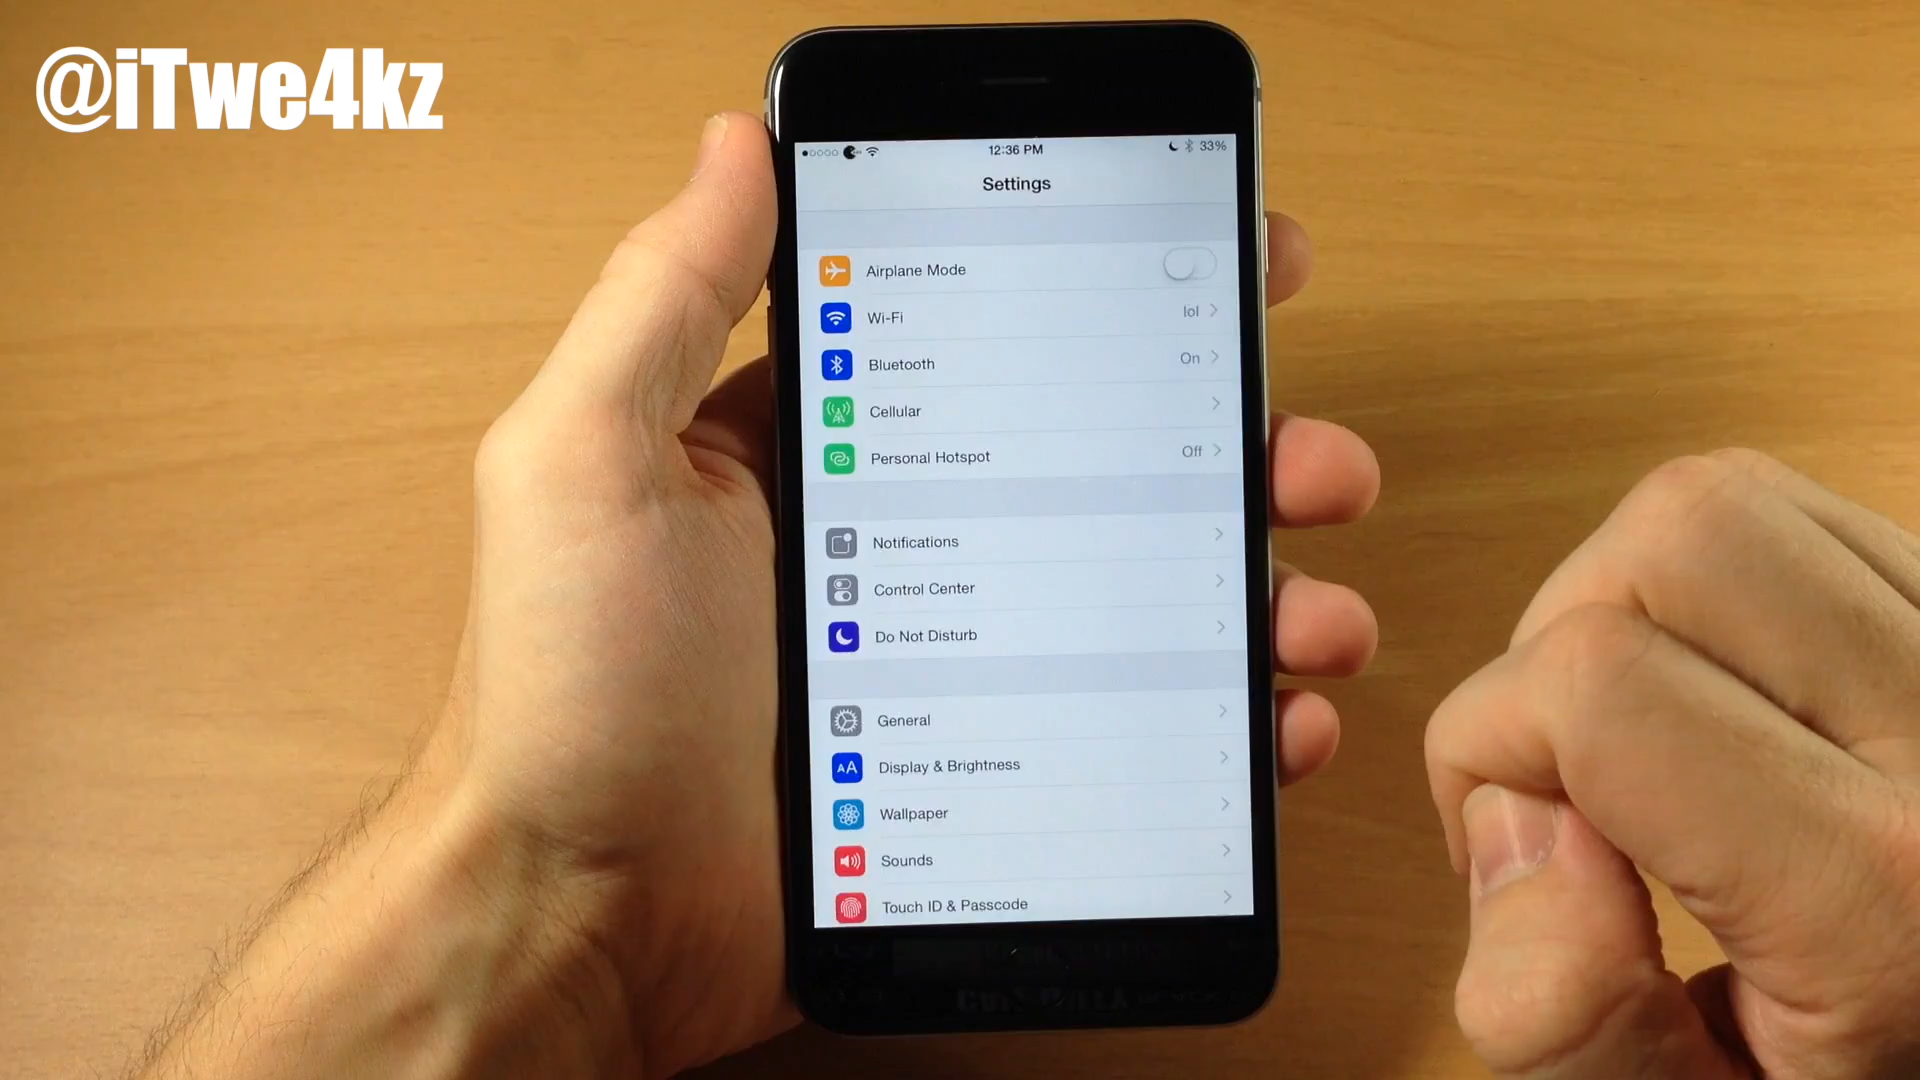 @iTwe4kz
12:36 PM
33%
Settings
Airplane Mode
Wi-Fi lol
Bluetooth On
Cellular
Personal Hotspot Off
Notifications
Control Center
Do Not Disturb
General
AA Display & Brightness
Wallpaper
Sounds
Touch ID & Passcode